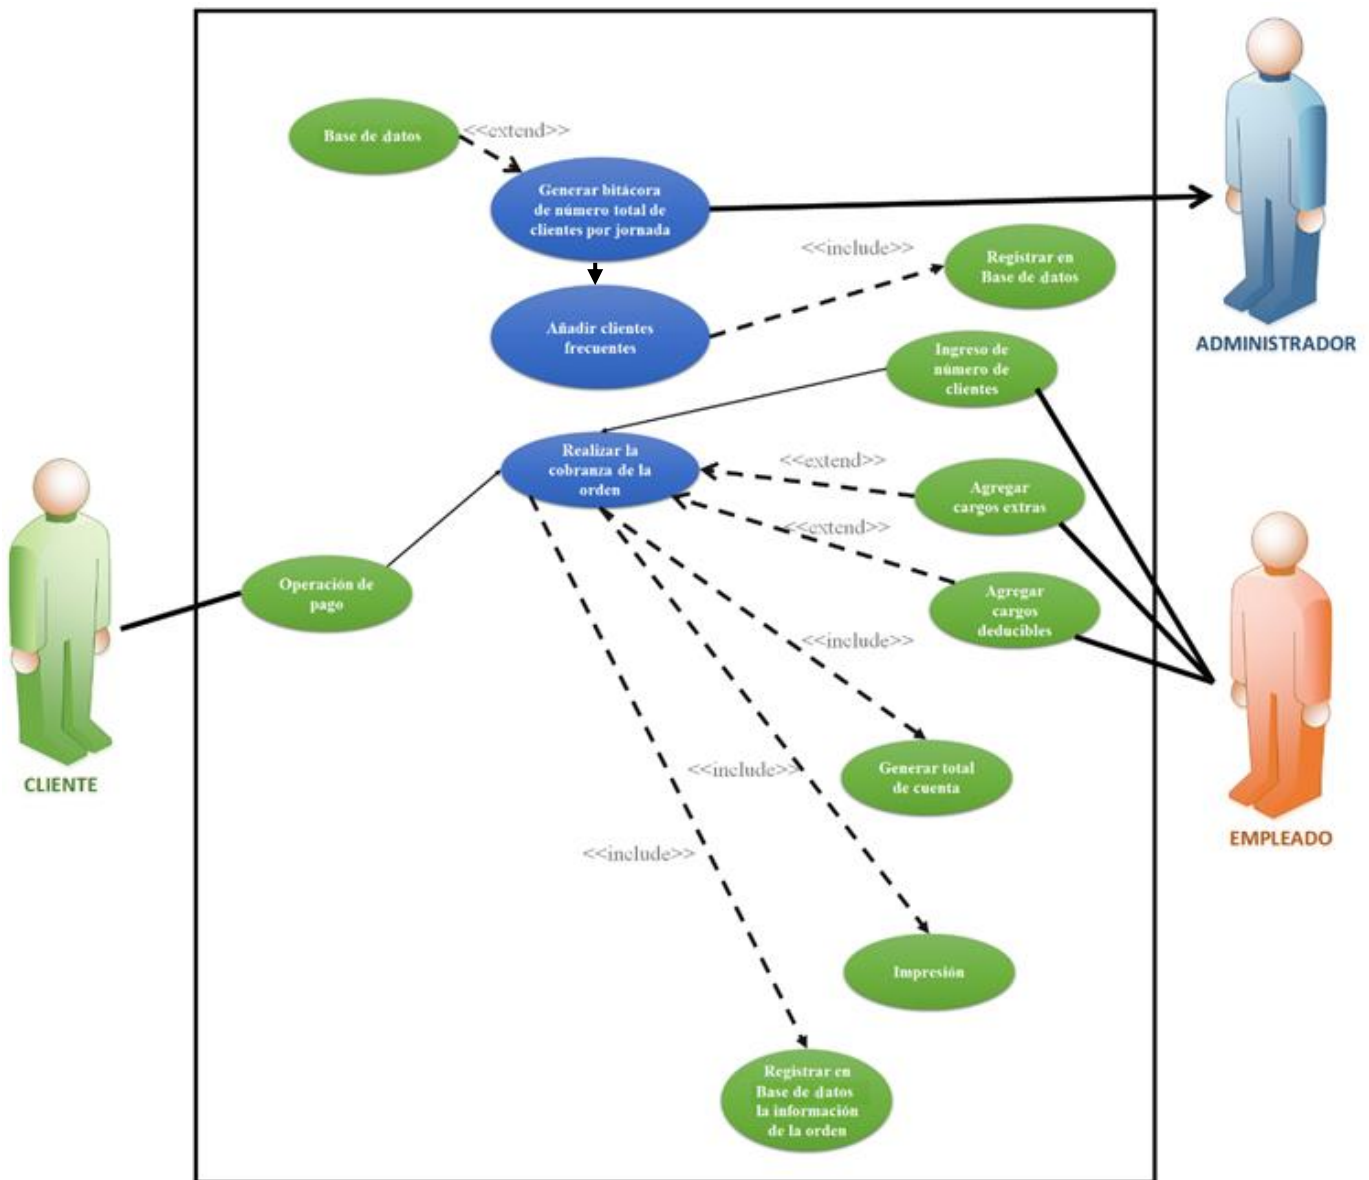 Base de datos
<<extend>>
Generar bitácora
de número total de
clientes por jornada
<<include>>
Registrar en
Base de datos
Añadir clientes
frecuentes
ADMINISTRADOR
Ingreso de
número de
clientes
Realizar la
cobranza de la
orden
<<extend>>
Agregar
cargos extras
<<extend>>
Operación de
pago
Agregar
cargos
deducibles
<<include>>
CLIENTE
Generar total
de cuenta
<<include>>
EMPLEADO
<<include>>
Impresión
Registrar en
Base de datos
la información
de la orden